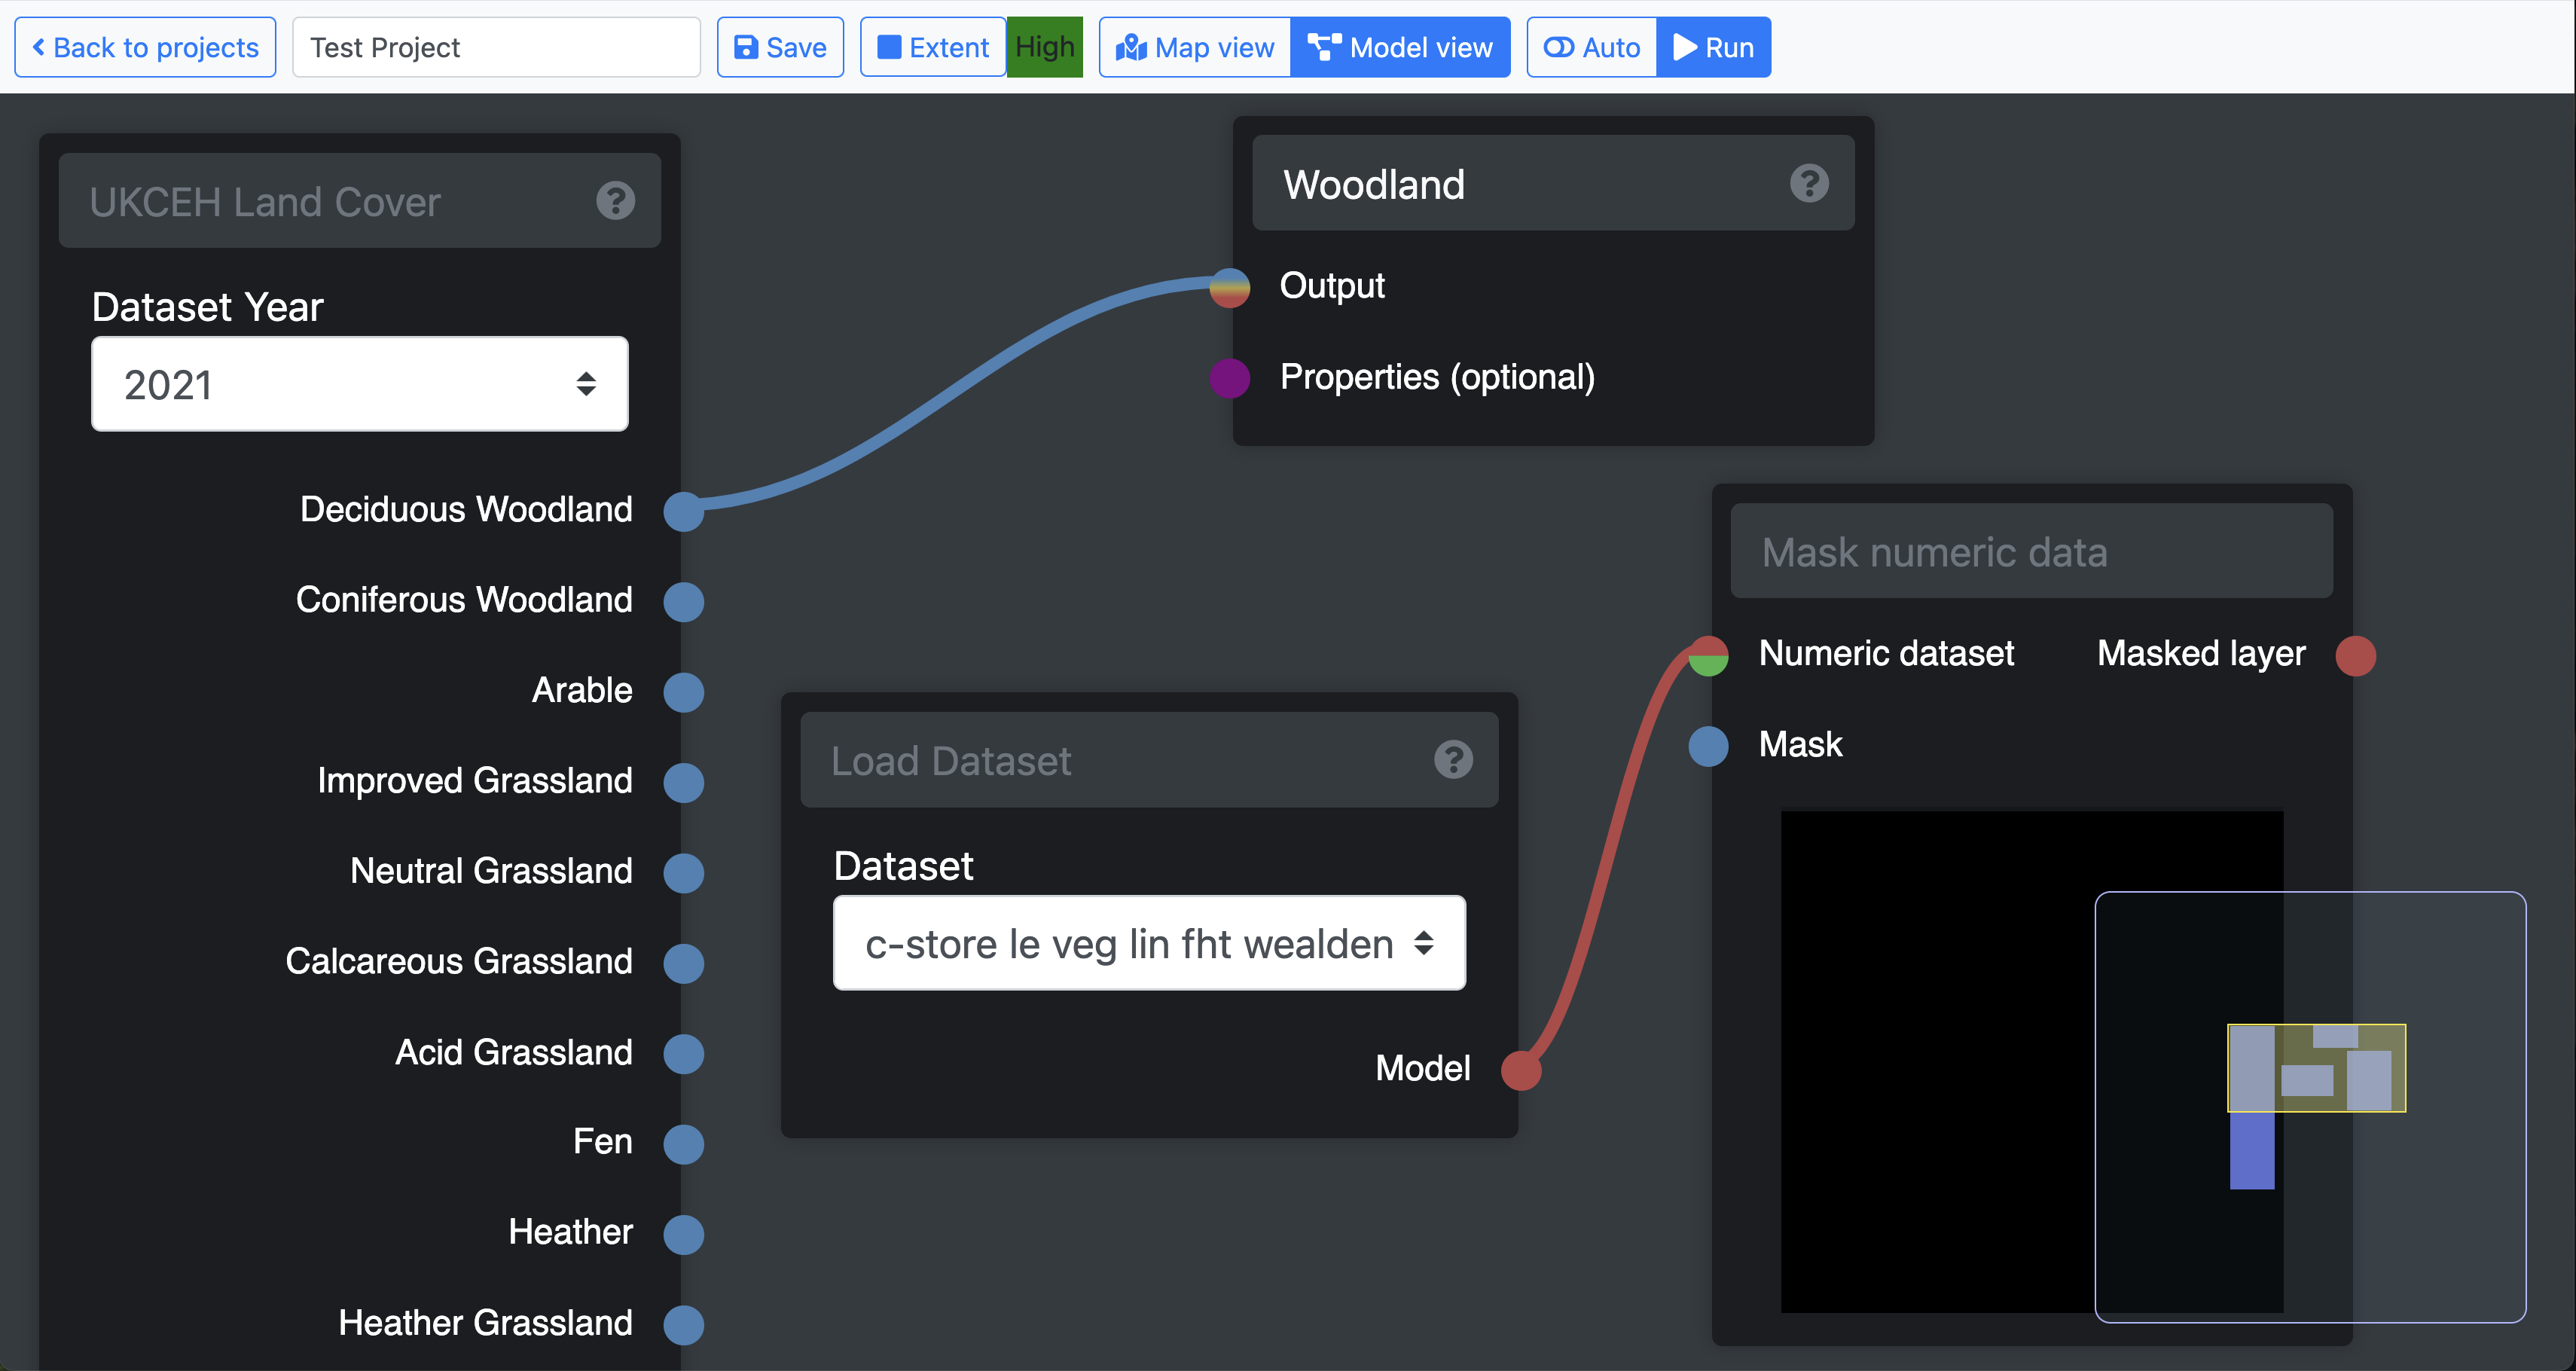 Back to projects
Test Project
Save
Extent
High
Map view
Model view
Auto
Run
UKCEH Land Cover
?
Dataset Year
2021
Deciduous Woodland
Coniferous Woodland
Arable
Improved Grassland
Neutral Grassland
Calcareous Grassland
Acid Grassland
Fen
Heather
Heather Grassland
Woodland
?
Output
Properties (optional)
Load Dataset
?
Dataset
c-store le veg lin fht wealden
Model
Mask numeric data
Numeric dataset
Masked layer
Mask